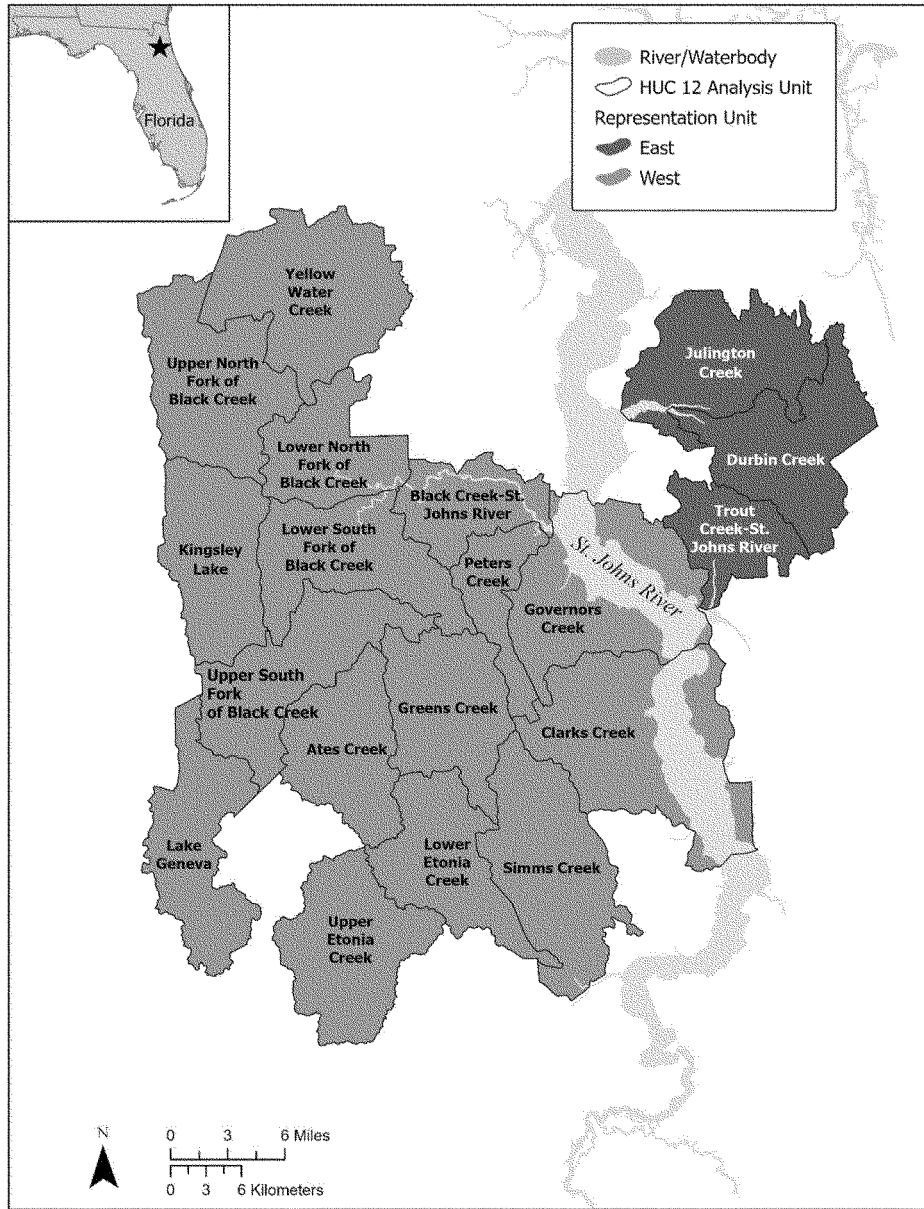 Florida
River/Waterbody
HUC 12 Analysis Unit
Representation Unit
East
West
Yellow
Water
Creek
Julington
Creek
Upper North
Fork of
Black Creek
Lower North
Fork of
Black Creek
Durbin Creek
Black Creek-St.
Johns River
Trout
Creek-St.
Johns River
Kingsley
Lake
Lower South
Fork of
Black Creek
Peters
Creek
St. Johns River
Governors
Creek
Upper South
Fork
of Black Creek
Greens Creek
Clarks Creek
Ates Creek
Lake
Geneva
Lower
Etonia
Creek
Simms Creek
Upper
Etonia
Creek
N
0 3 6 Miles
0 3 6 Kilometers